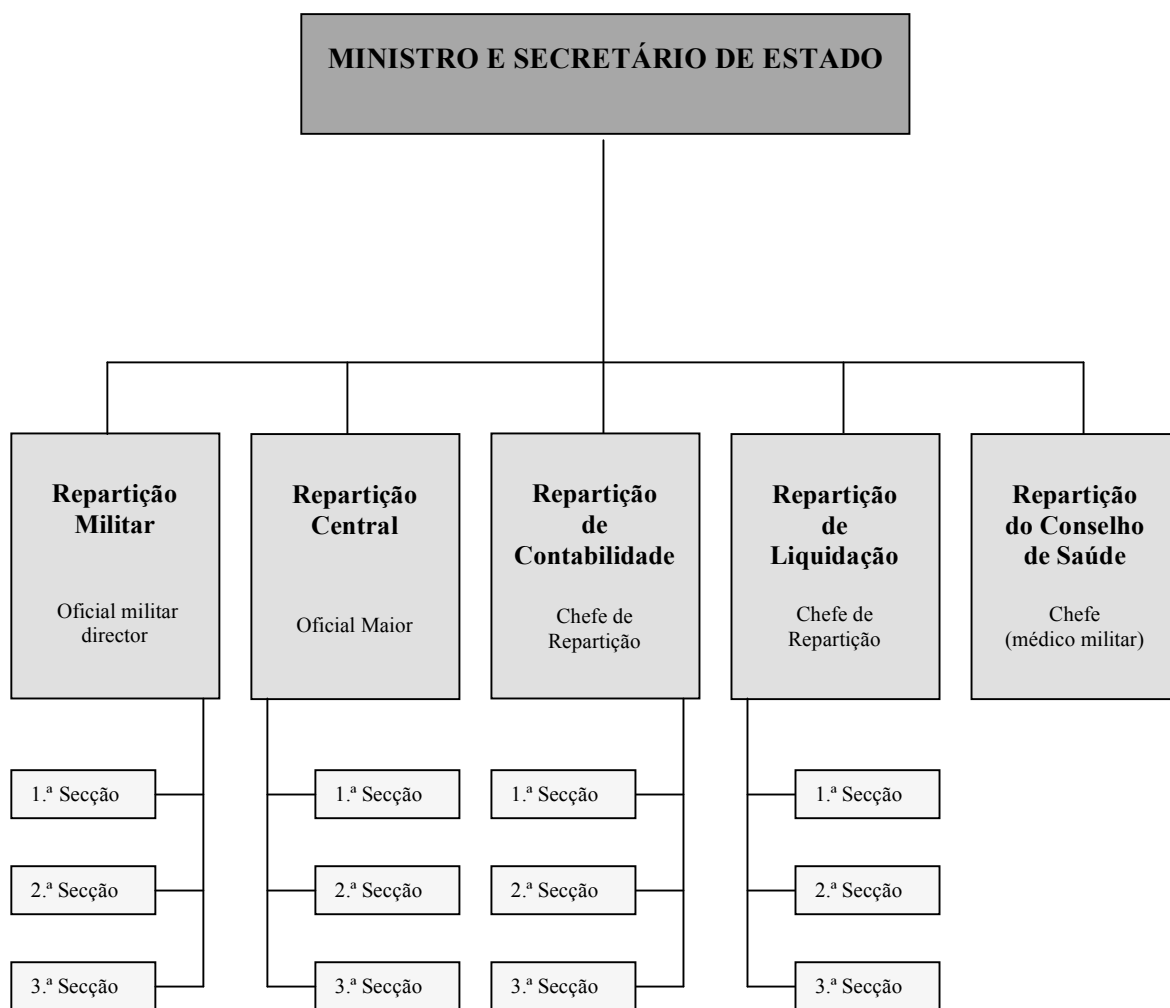 MINISTRO E SECRETÁRIO DE ESTADO
Repartição
Militar
Oficial militar
director
Repartição
Central
Oficial Maior
Repartição
de
Contabilidade
Chefe de
Repartição
Repartição
de
Liquidação
Chefe de
Repartição
Repartição
do Conselho
de Saúde
Chefe
(médico militar)
1.ª Secção
2.ª Secção
3.ª Secção
1.ª Secção
2.ª Secção
3.ª Secção
1.ª Secção
2.ª Secção
3.ª Secção
1.ª Secção
2.ª Secção
3.ª Secção